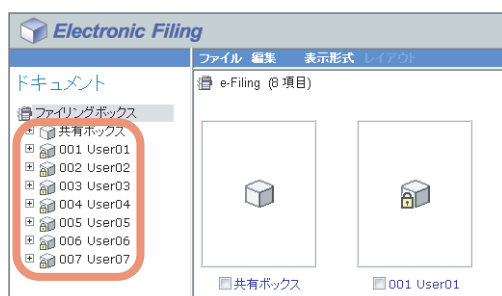 Electronic Filing
ファイル 編集 表示形式 レイアウト
ドキュメント
e-Filing (8 項目)
ファイリングボックス
共有ボックス
001 User01
002 User02
003 User03
004 User04
005 User05
006 User06
007 User07
共有ボックス 001 User01